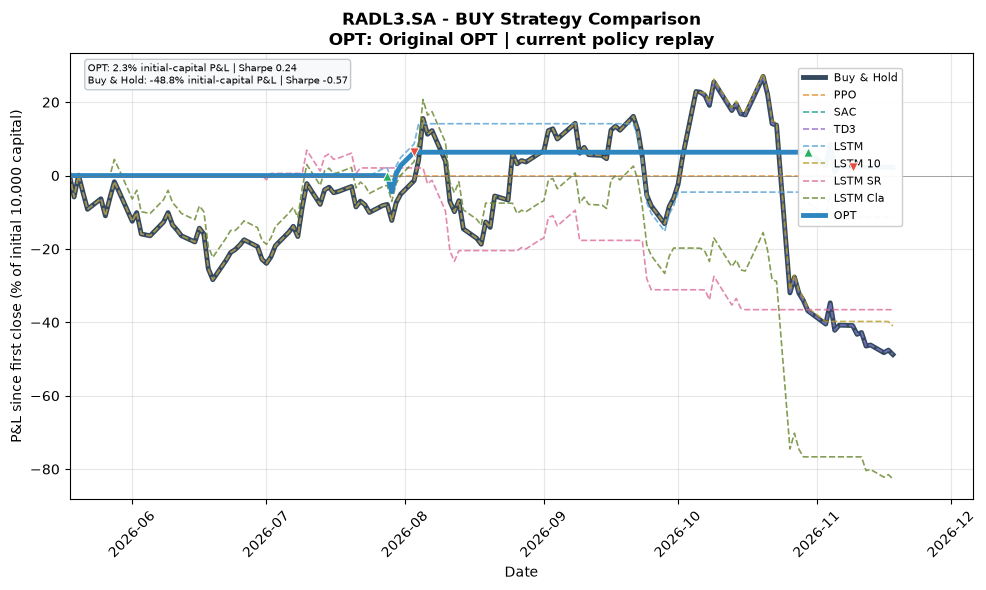 RADL3.SA - BUY Strategy Comparison
OPT: Original OPT | current policy replay
OPT: 2.3% initial-capital P&L | Sharpe 0.24
Buy & Hold: -48.8% initial-capital P&L | Sharpe -0.57
Buy & Hold
PPO
SAC
TD3
LSTM
LSTM 10
LSTM SR
LSTM Cla
OPT
P&L since first close (% of initial 10,000 capital)
20
0
−20
−40
−60
−80
2026-06
2026-07
2026-08
2026-09
2026-10
2026-11
2026-12
Date